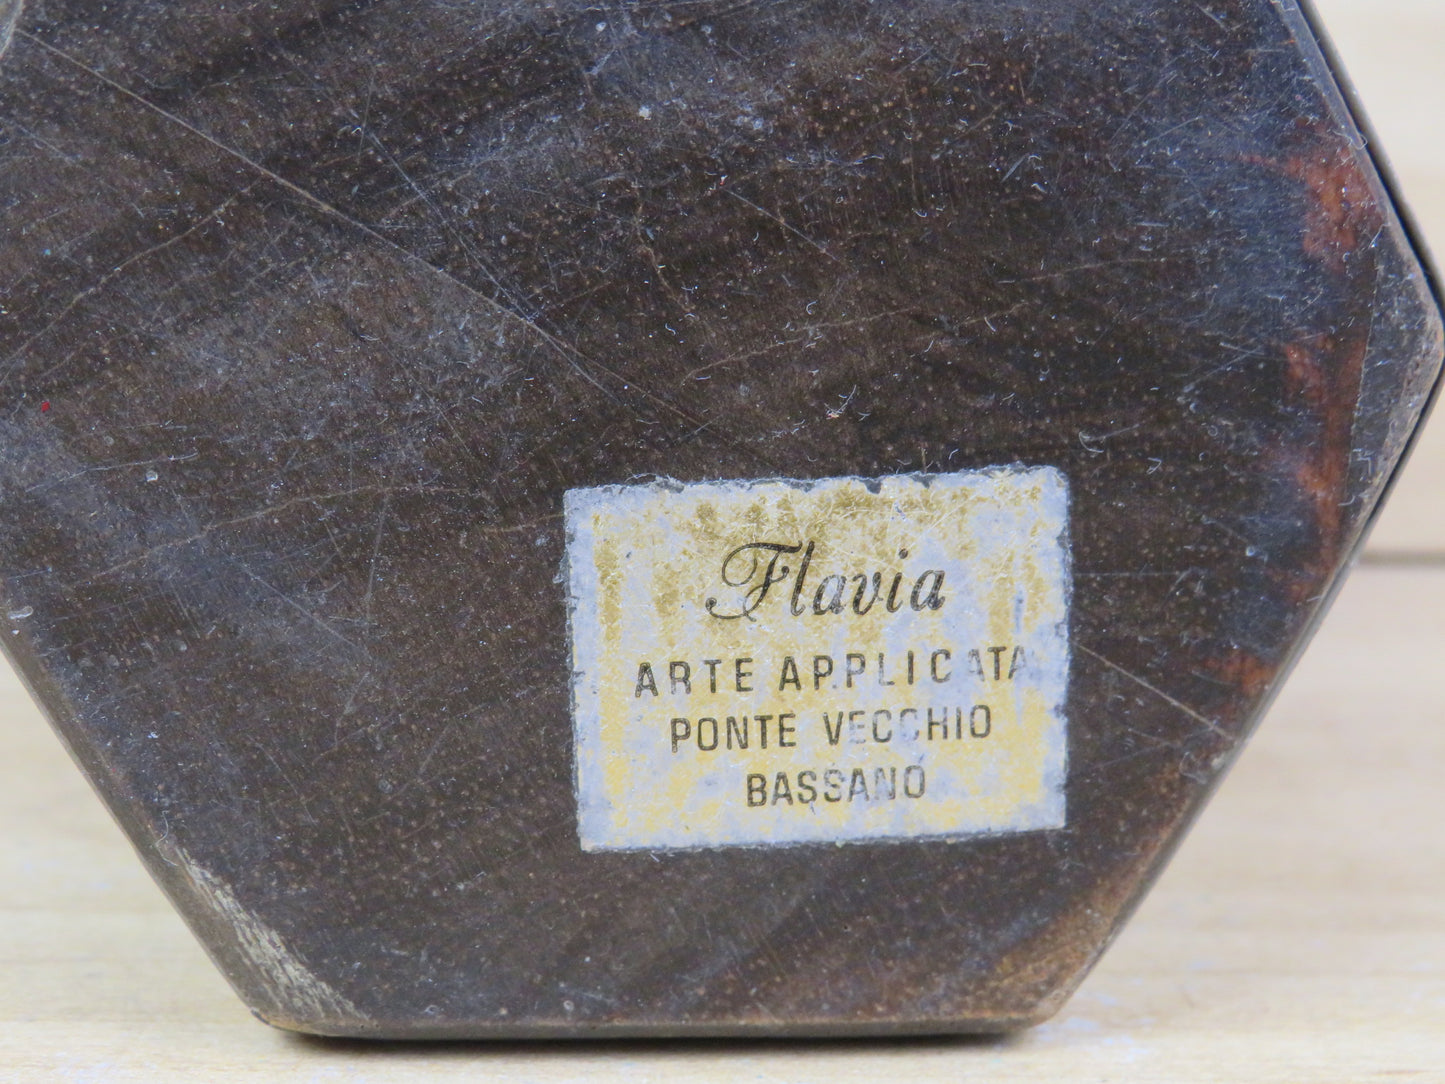 Flavia
ARTE APPLICATA
PONTE VECCHIO
BASSANO